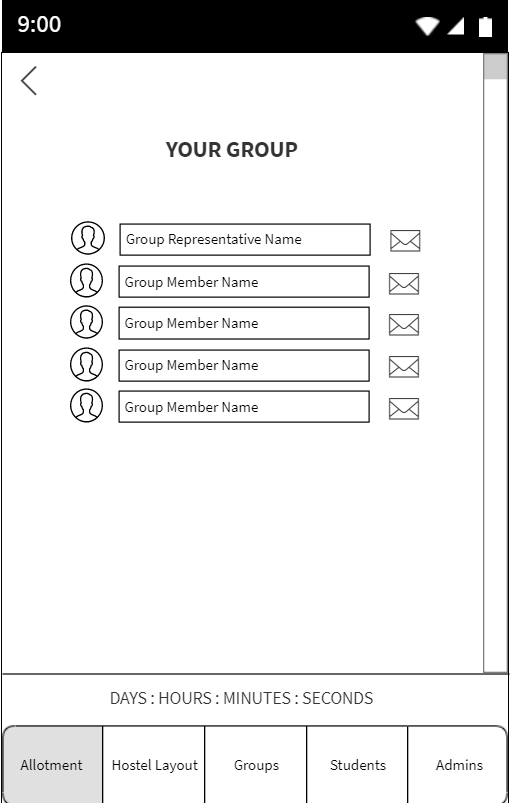 9:00
YOUR GROUP
Group Representative Name
Group Member Name
Group Member Name
Group Member Name
Group Member Name
DAYS : HOURS : MINUTES : SECONDS
Allotment
Hostel Layout
Groups
Students
Admins